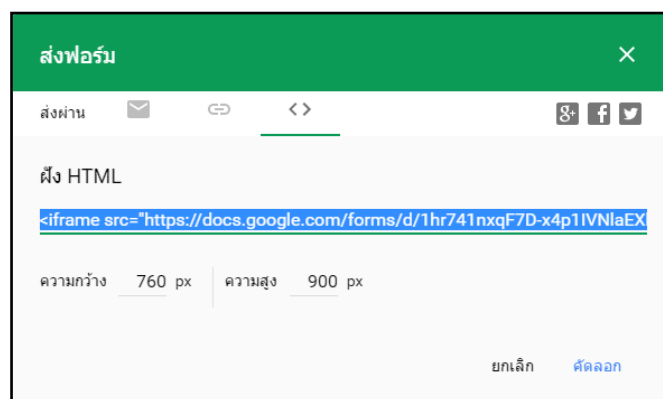 ส่งฟอร์ม
ส่งผ่าน
ฝัง HTML
<iframe src="https://docs.google.com/forms/d/1hr741nxqF7D-x4p1IVNlaEX
ความกว้าง 760 px ความสูง 900 px
ยกเลิก คัดลอก